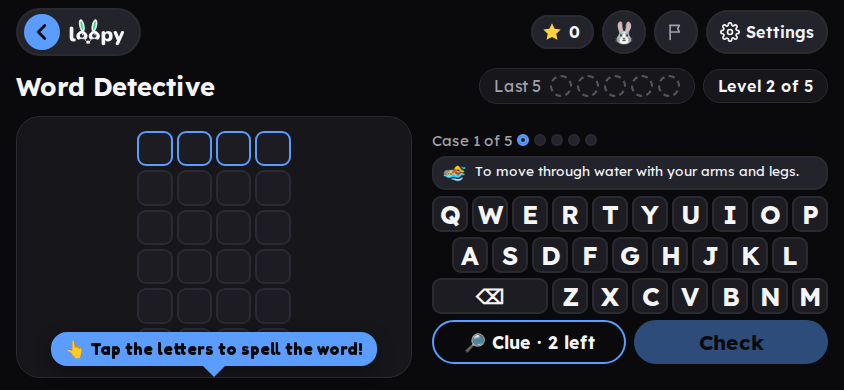 loopy
0
Settings
Word Detective
Last 5
Level 2 of 5
Case 1 of 5
To move through water with your arms and legs.
Q W E R T Y U I O P
A S D F G H J K L
⌫ Z X C V B N M
Clue · 2 left
Check
Tap the letters to spell the word!